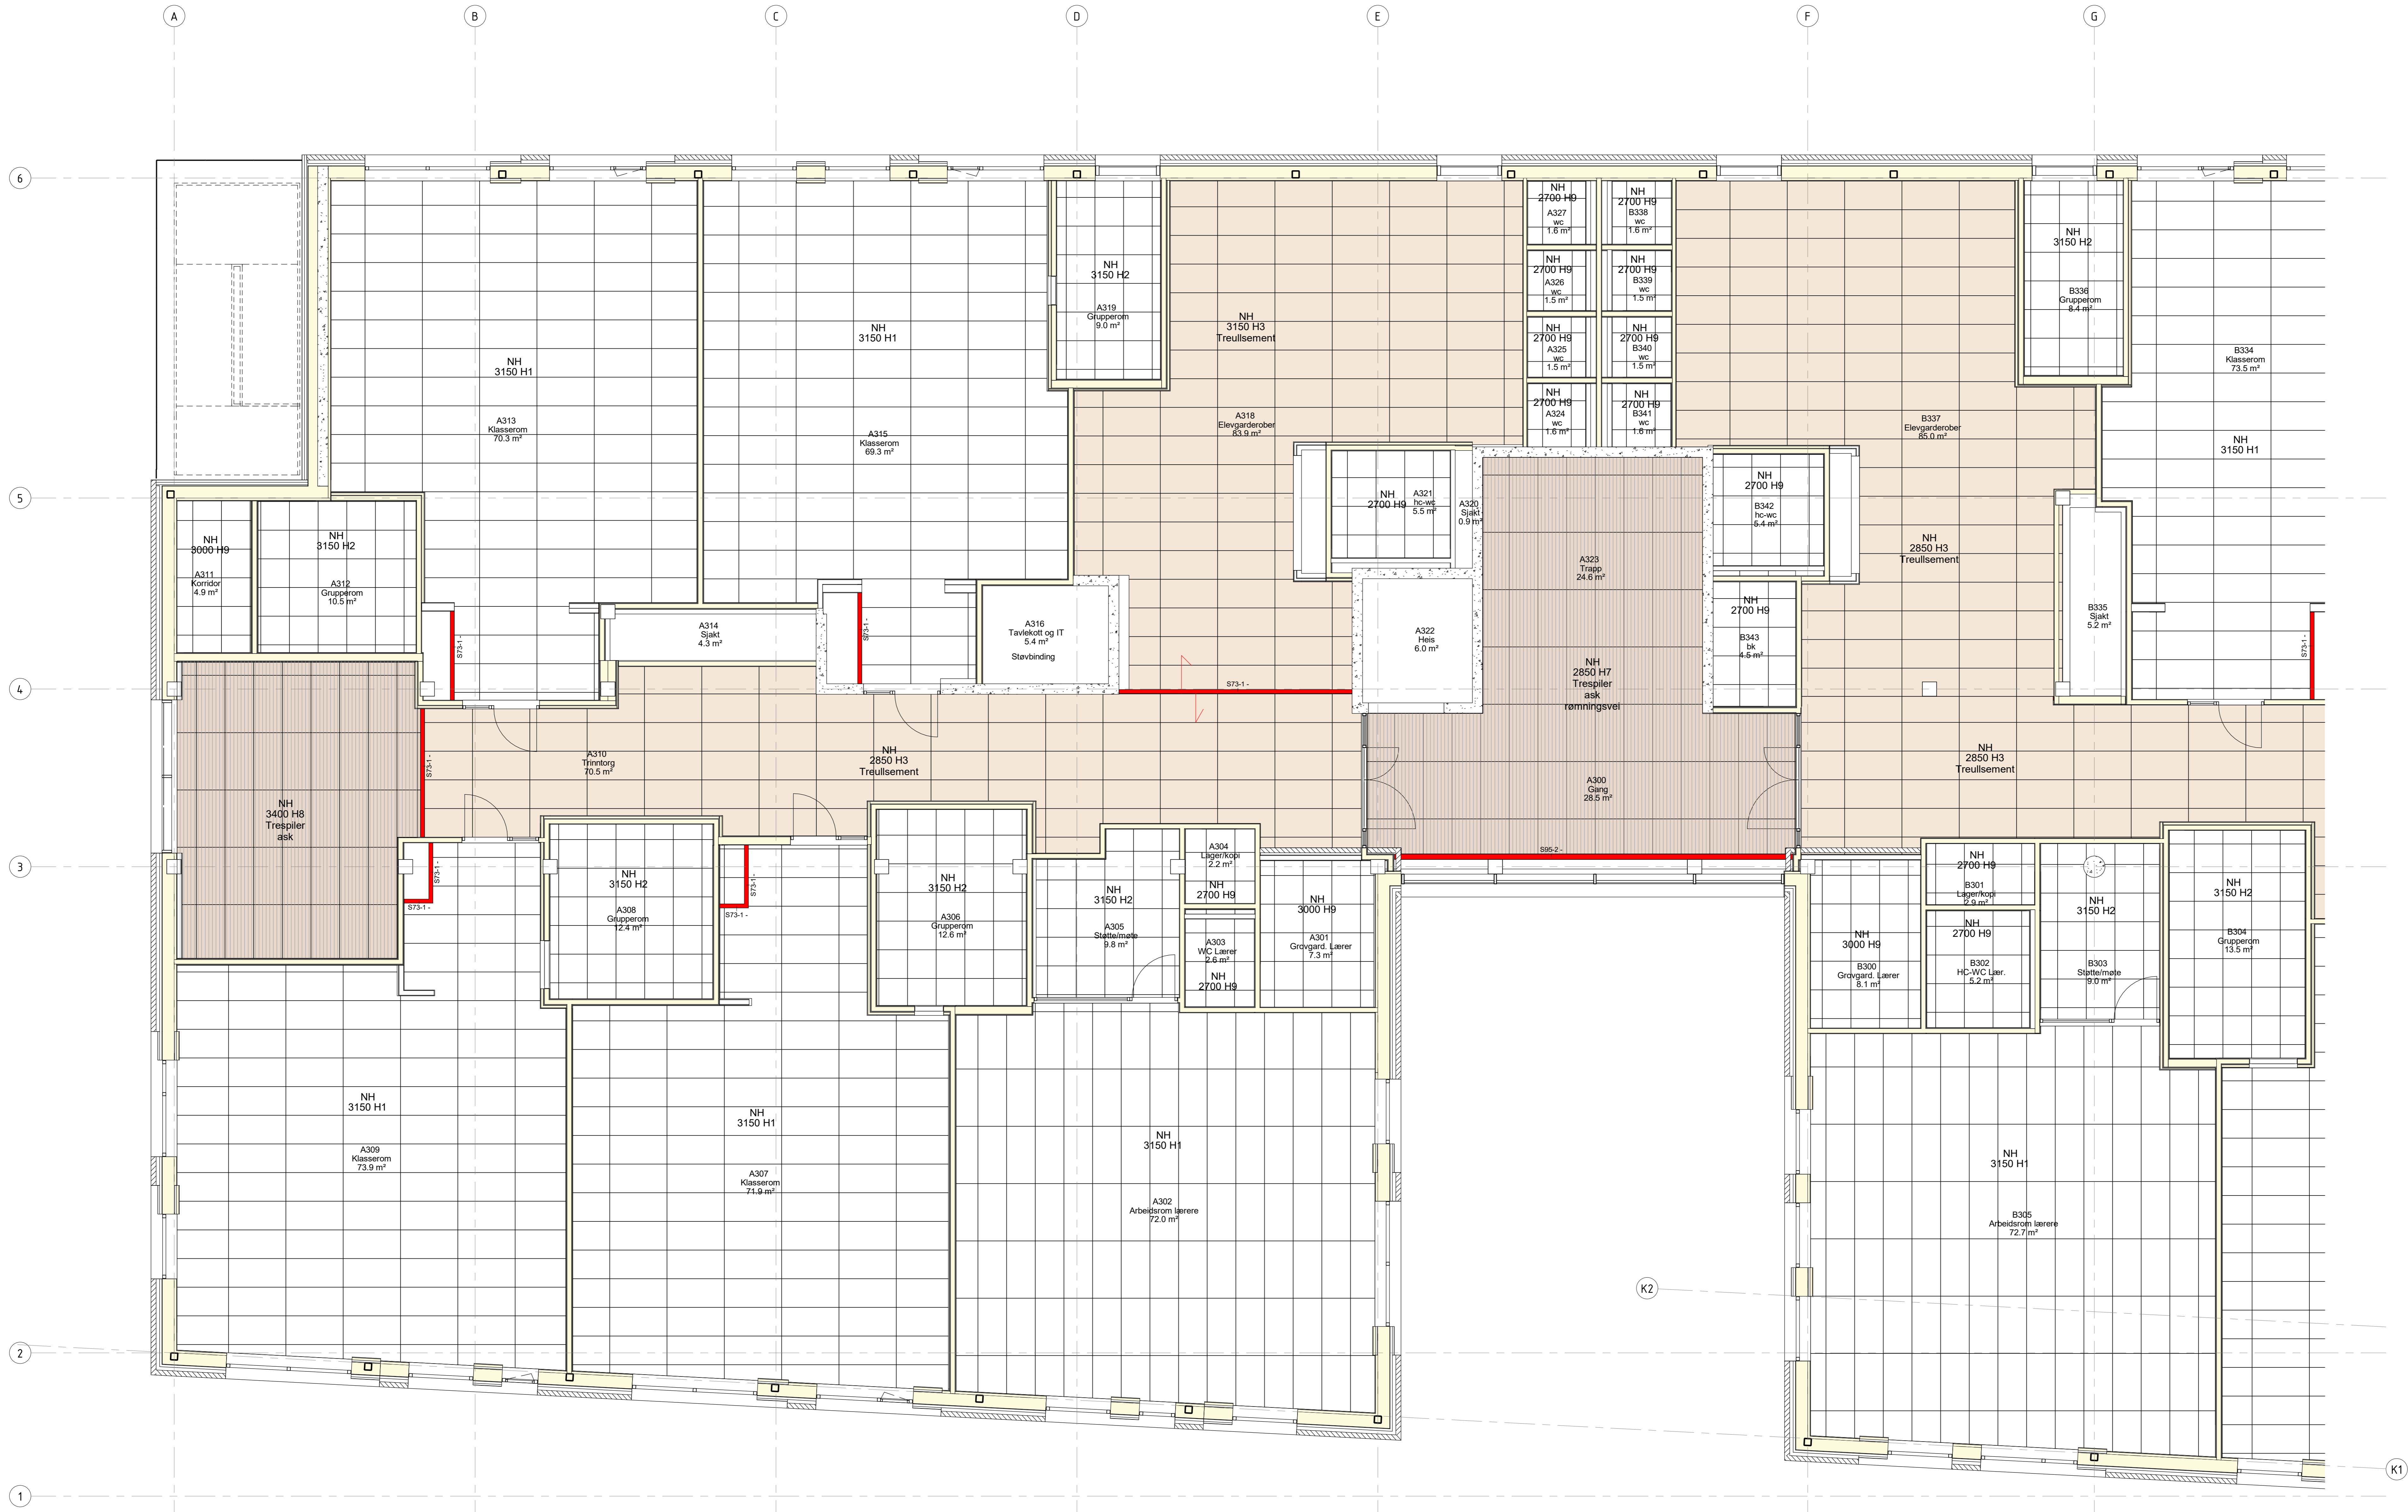 A
B
C
D
E
F
G
6
5
4
3
2
1
K2
K1
NH
3150 H1
A313
Klasserom
70.3 m²
NH
3150 H1
A315
Klasserom
69.3 m²
NH
3150 H2
A319
Grupperom
9.0 m²
NH
3150 H3
Treullsement
A318
Elevgarderober
83.9 m²
NH
2700 H9
A327
wc
1.6 m²
NH
2700 H9
B338
wc
1.6 m²
NH
2700 H9
A326
wc
1.5 m²
NH
2700 H9
B339
wc
1.5 m²
NH
2700 H9
A325
wc
1.5 m²
NH
2700 H9
B340
wc
1.5 m²
NH
2700 H9
A324
wc
1.6 m²
NH
2700 H9
B341
wc
1.6 m²
B337
Elevgarderober
85.0 m²
NH
3150 H2
B336
Grupperom
8.4 m²
B334
Klasserom
73.5 m²
NH
3150 H1
NH
3000 H9
A311
Korridor
4.9 m²
NH
3150 H2
A312
Grupperom
10.5 m²
S73-1 -
A314
Sjakt
4.3 m²
S73-1 -
A316
Tavlekott og IT
5.4 m²
Støvbinding
NH
2700 H9
A321
hc-wc
5.5 m²
A320
Sjakt
0.9 m²
A322
Heis
6.0 m²
A323
Trapp
24.6 m²
NH
2850 H7
Trespiler
ask
rømningsvei
NH
2700 H9
B342
hc-wc
5.4 m²
NH
2700 H9
B343
bk
4.5 m²
NH
2850 H3
Treullsement
B335
Sjakt
5.2 m²
S73-1 -
S73-1 -
S73-1 -
A310
Trinntorg
70.5 m²
NH
2850 H3
Treullsement
A300
Gang
28.5 m²
NH
2850 H3
Treullsement
NH
3400 H8
Trespiler
ask
S73-1 -
S73-1 -
NH
3150 H2
A308
Grupperom
12.4 m²
S73-1 -
S73-1 -
NH
3150 H2
A306
Grupperom
12.6 m²
NH
3150 H2
A305
Støtte/møte
9.8 m²
A304
Lager/kopi
2.2 m²
NH
2700 H9
A303
WC Lærer
2.6 m²
NH
2700 H9
NH
3000 H9
A301
Grovgard. Lærer
7.3 m²
S95-2 -
NH
3000 H9
B300
Grovgard. Lærer
8.1 m²
NH
2700 H9
B301
Lager/kopi
2.9 m²
NH
2700 H9
B302
HC-WC Lær.
5.2 m²
NH
3150 H2
B303
Støtte/møte
9.0 m²
NH
3150 H2
B304
Grupperom
13.5 m²
NH
3150 H1
A309
Klasserom
73.9 m²
NH
3150 H1
A307
Klasserom
71.9 m²
NH
3150 H1
A302
Arbeidsrom lærere
72.0 m²
NH
3150 H1
B305
Arbeidsrom lærere
72.7 m²